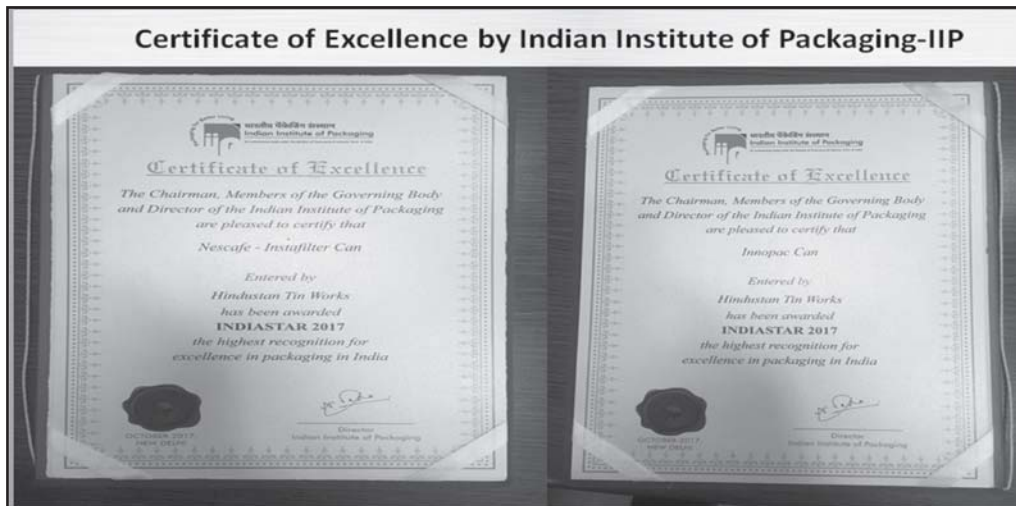 Certificate of Excellence by Indian Institute of Packaging-IIP
भारतीय पैकेजिंग संस्थान
Indian Institute of Packaging
Certificate of Excellence
The Chairman, Members of the Governing Body
and Director of the Indian Institute of Packaging
are pleased to certify that
Nescafe - Instafilter Can
Entered by
Hindustan Tin Works
has been awarded
INDIASTAR 2017
the highest recognition for
excellence in packaging in India
OCTOBER 2017
NEW DELHI
Director
Indian Institute of Packaging
भारतीय पैकेजिंग संस्थान
Indian Institute of Packaging
Certificate of Excellence
The Chairman, Members of the Governing Body
and Director of the Indian Institute of Packaging
are pleased to certify that
Innopac Can
Entered by
Hindustan Tin Works
has been awarded
INDIASTAR 2017
the highest recognition for
excellence in packaging in India
OCTOBER 2017
NEW DELHI
Director
Indian Institute of Packaging